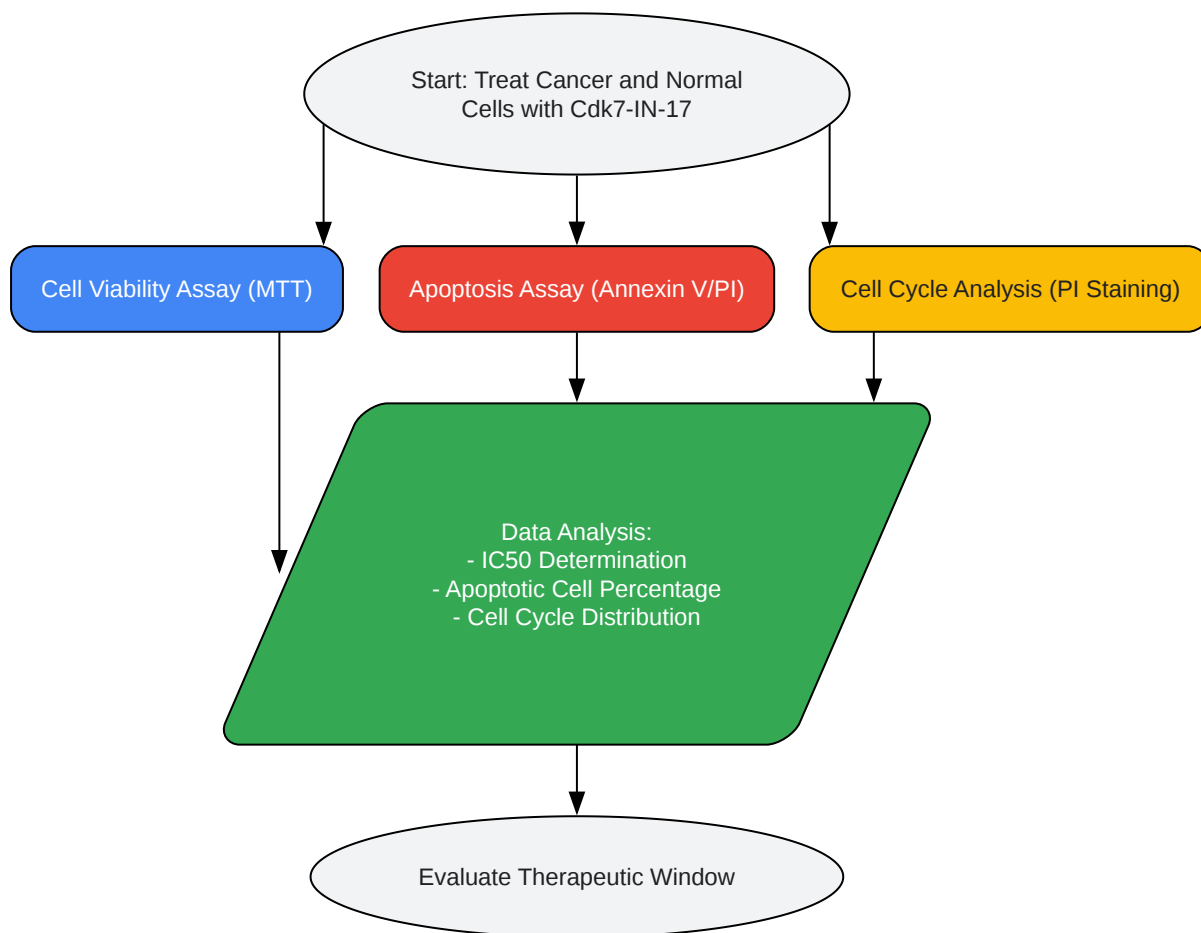 Start: Treat Cancer and Normal
Cells with Cdk7-IN-17
Cell Viability Assay (MTT)
Apoptosis Assay (Annexin V/PI)
Cell Cycle Analysis (PI Staining)
Data Analysis:
- IC50 Determination
- Apoptotic Cell Percentage
- Cell Cycle Distribution
Evaluate Therapeutic Window